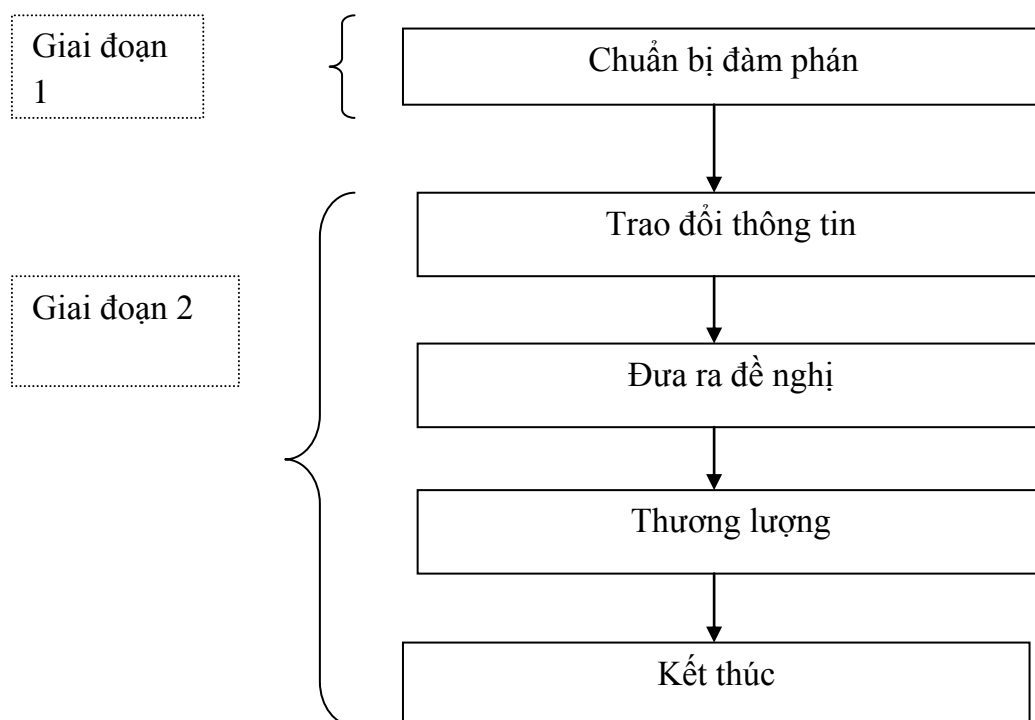 Giai đoạn
1
Chuẩn bị đàm phán
Trao đổi thông tin
Giai đoạn 2
Đưa ra đề nghị
Thương lượng
Kết thúc